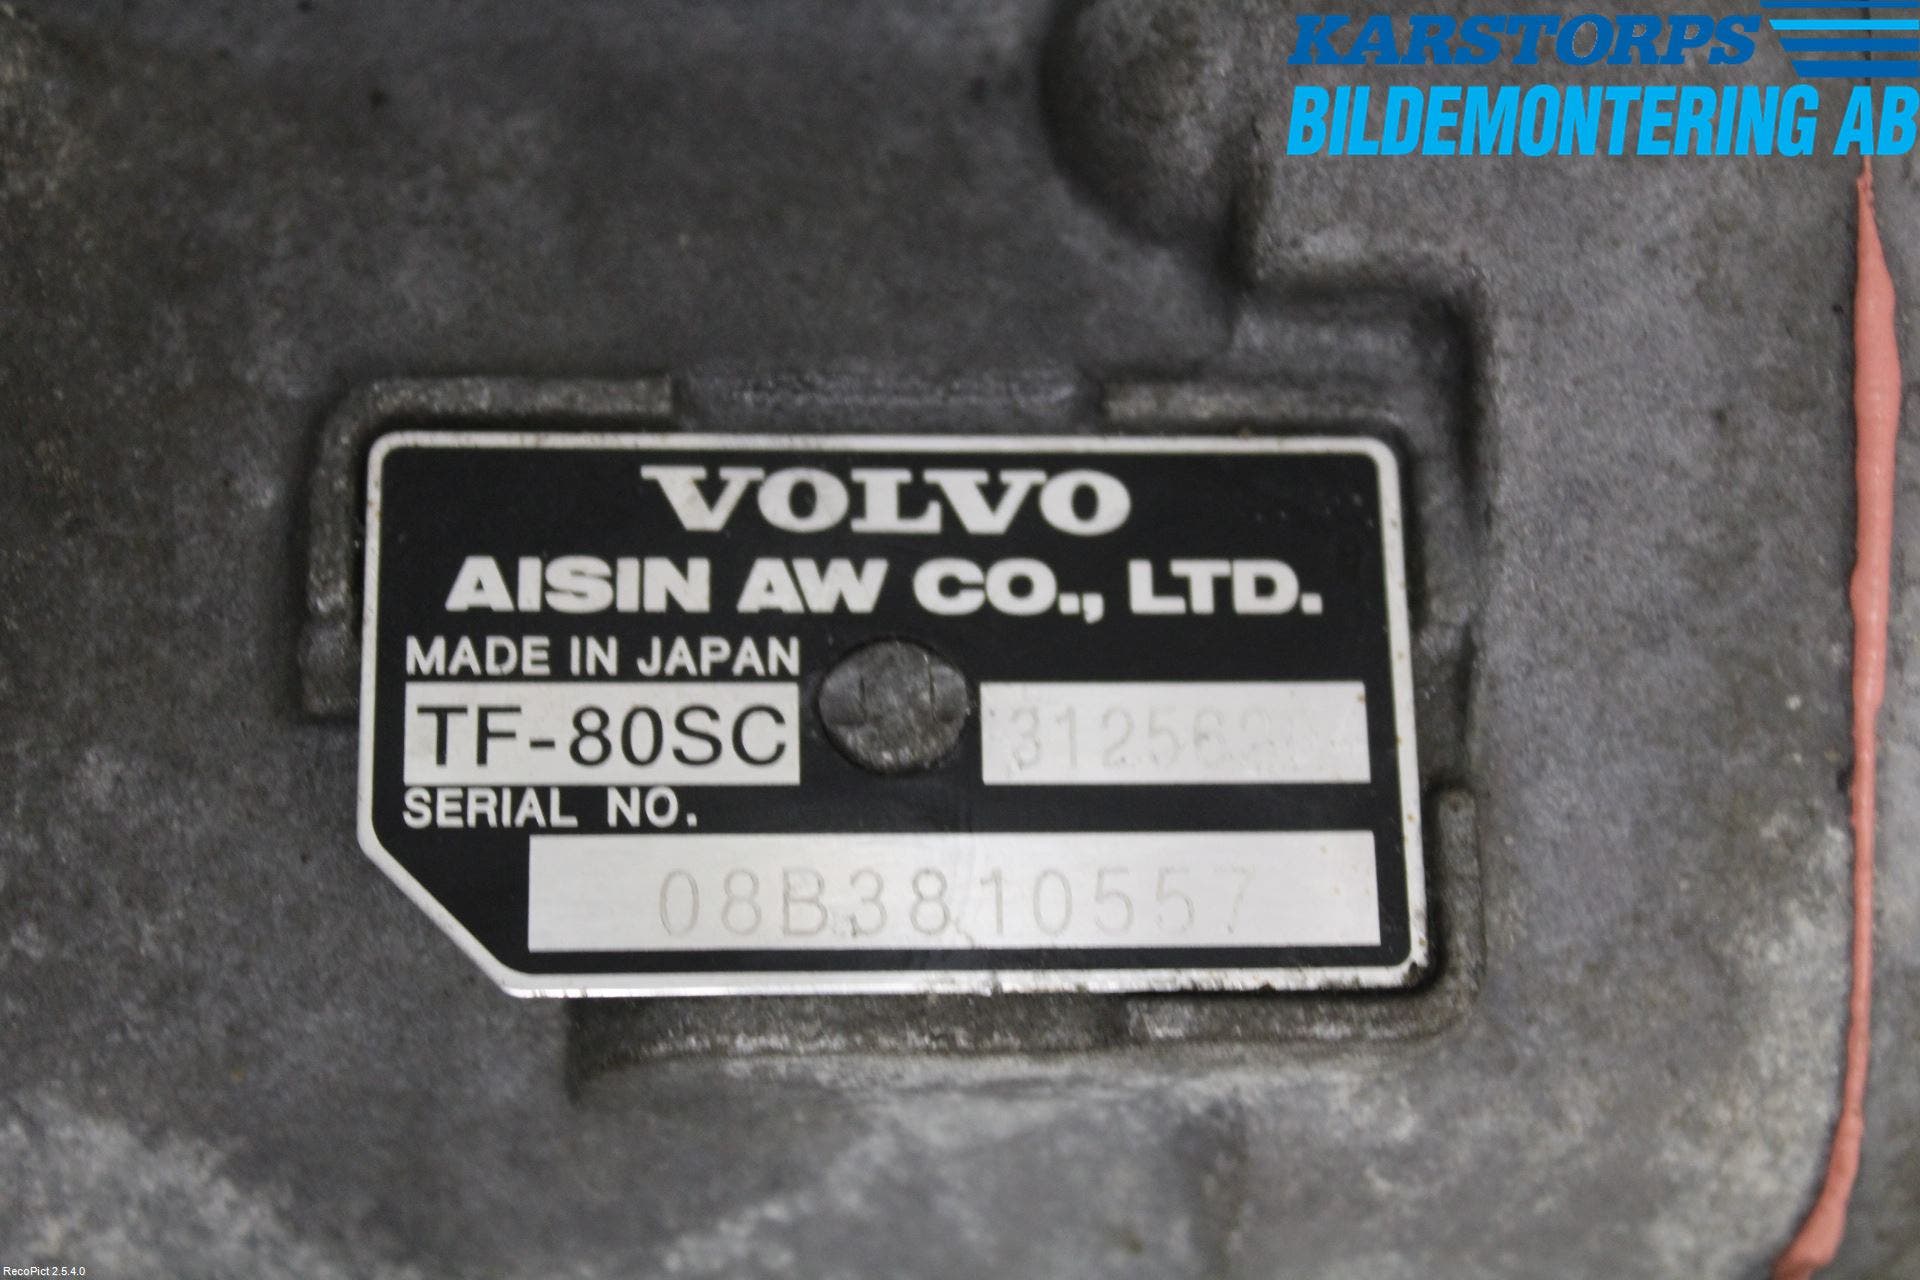 KARSTORPS
BILDEMONTERING AB
VOLVO
AISIN AW CO., LTD.
MADE IN JAPAN
TF-80SC
SERIAL NO.
08B3810557
RecoPict 2.5.4.0